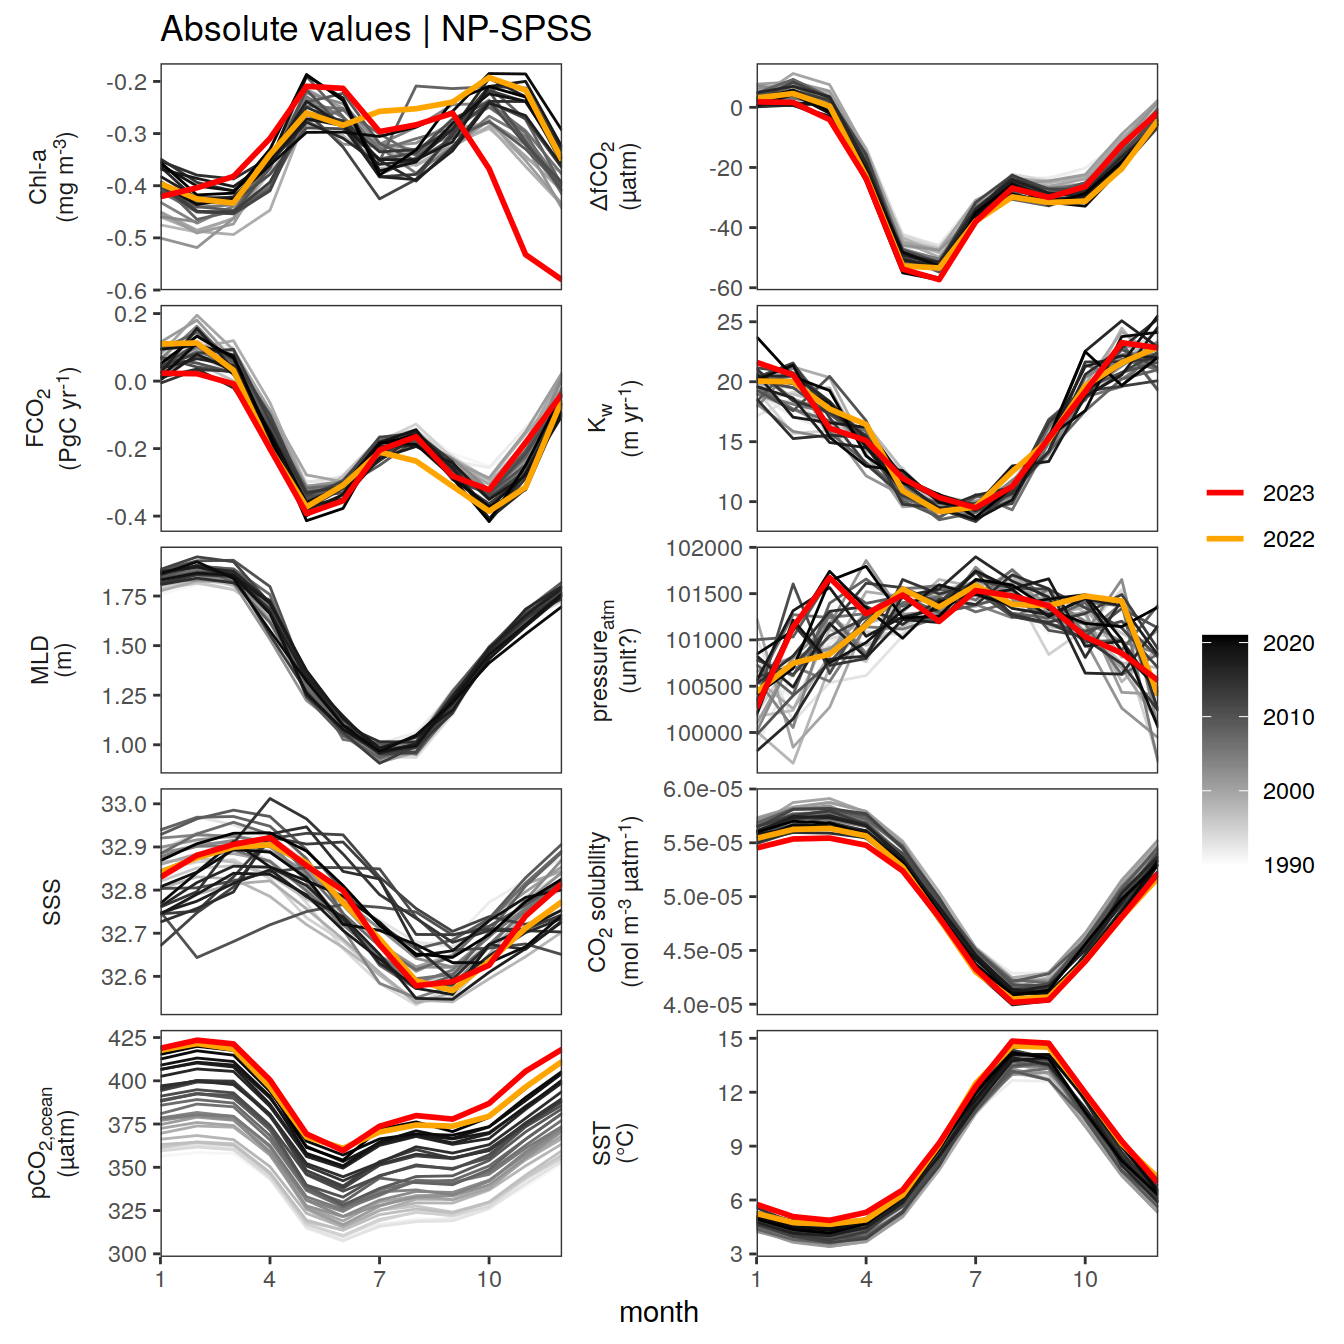 Absolute values | NP-SPSS
Chl-a
(mg m-3)
-0.2
-0.3
-0.4
-0.5
-0.6
ΔfCO2
(µatm)
0
-20
-40
-60
FCO2
(PgC yr-1)
0.2
0.0
-0.2
-0.4
Kw
(m yr-1)
25
20
15
10
MLD
(m)
1.75
1.50
1.25
1.00
pressureatm
(unit?)
102000
101500
101000
100500
100000
SSS
33.0
32.9
32.8
32.7
32.6
CO2 solubility
(mol m-3 µatm-1)
6.0e-05
5.5e-05
5.0e-05
4.5e-05
4.0e-05
pCO2,ocean
(µatm)
425
400
375
350
325
300
SST
(°C)
15
12
9
6
3
1 4 7 10
1 4 7 10
month
2023
2022
2020
2010
2000
1990